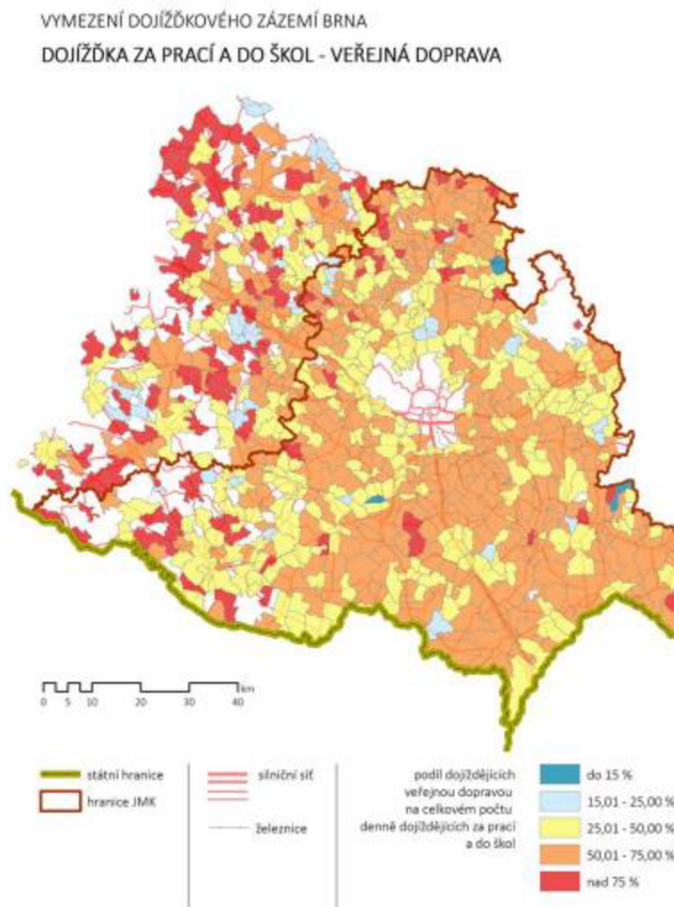 VYMEZENÍ DOJÍŽĎKOVÉHO ZÁZEMÍ BRNA
DOJÍŽĎKA ZA PRACÍ A DO ŠKOL - VEŘEJNÁ DOPRAVA
km
0 5 10 20 30 40
státní hranice
hranice JMK
silniční síť
železnice
podíl dojíždějících
veřejnou dopravou
na celkovém počtu
denně dojíždějících za prací
a do škol
do 15 %
15,01 - 25,00 %
25,01 - 50,00 %
50,01 - 75,00 %
nad 75 %